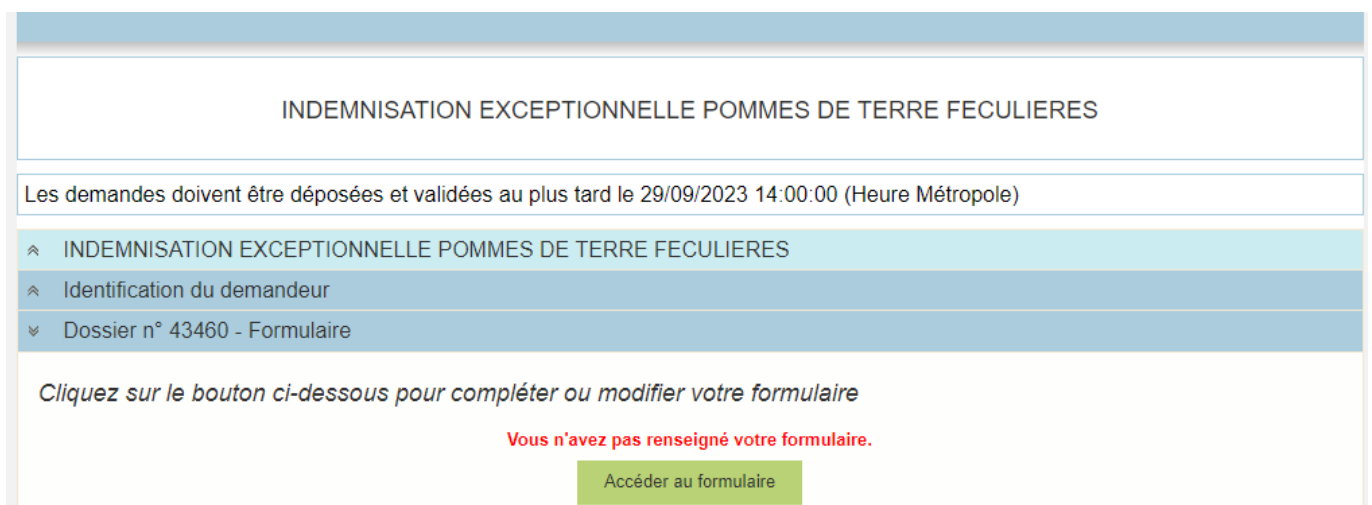 INDEMNISATION EXCEPTIONNELLE POMMES DE TERRE FECULIERES
Les demandes doivent être déposées et validées au plus tard le 29/09/2023 14:00:00 (Heure Métropole)
INDEMNISATION EXCEPTIONNELLE POMMES DE TERRE FECULIERES
Identification du demandeur
Dossier n° 43460 - Formulaire
Cliquez sur le bouton ci-dessous pour compléter ou modifier votre formulaire
Vous n'avez pas renseigné votre formulaire.
Accéder au formulaire